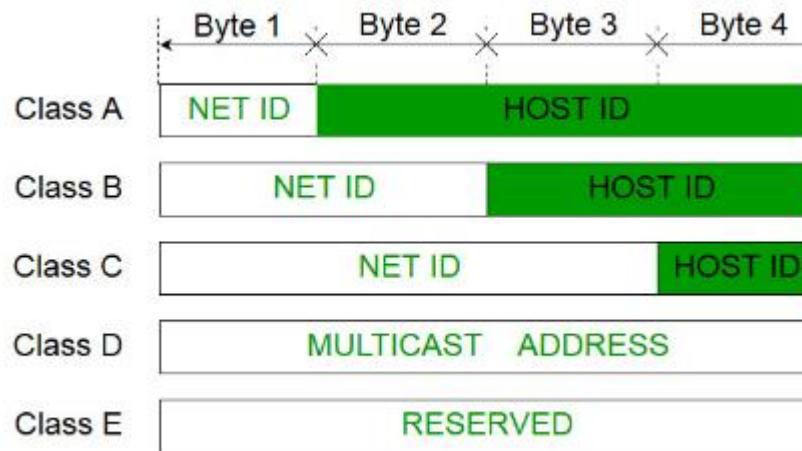 Byte 1 Byte 2 Byte 3 Byte 4
Class A NET ID HOST ID
Class B NET ID HOST ID
Class C NET ID HOST ID
Class D MULTICAST ADDRESS
Class E RESERVED